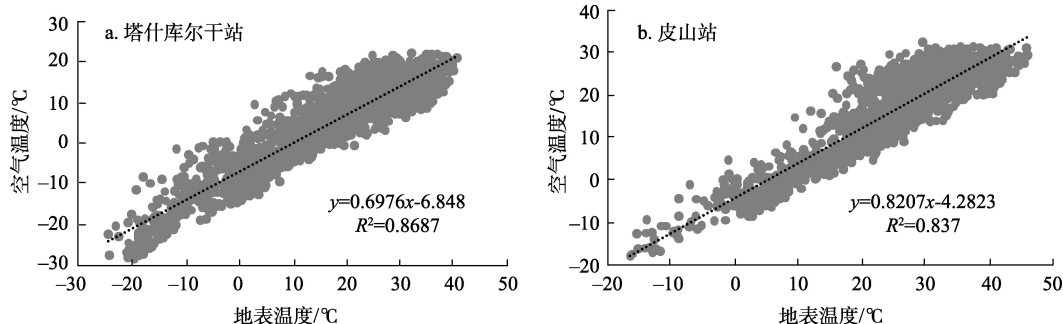 a. 塔什库尔干站
30
20
10
0
–10
–20
–30
空气温度/℃
y=0.6976x-6.848
R²=0.8687
–30 –20 –10 0 10 20 30 40 50
地表温度/℃
b. 皮山站
40
30
20
10
0
–10
–20
空气温度/℃
y=0.8207x-4.2823
R²=0.837
–20 –10 0 10 20 30 40 50
地表温度/℃